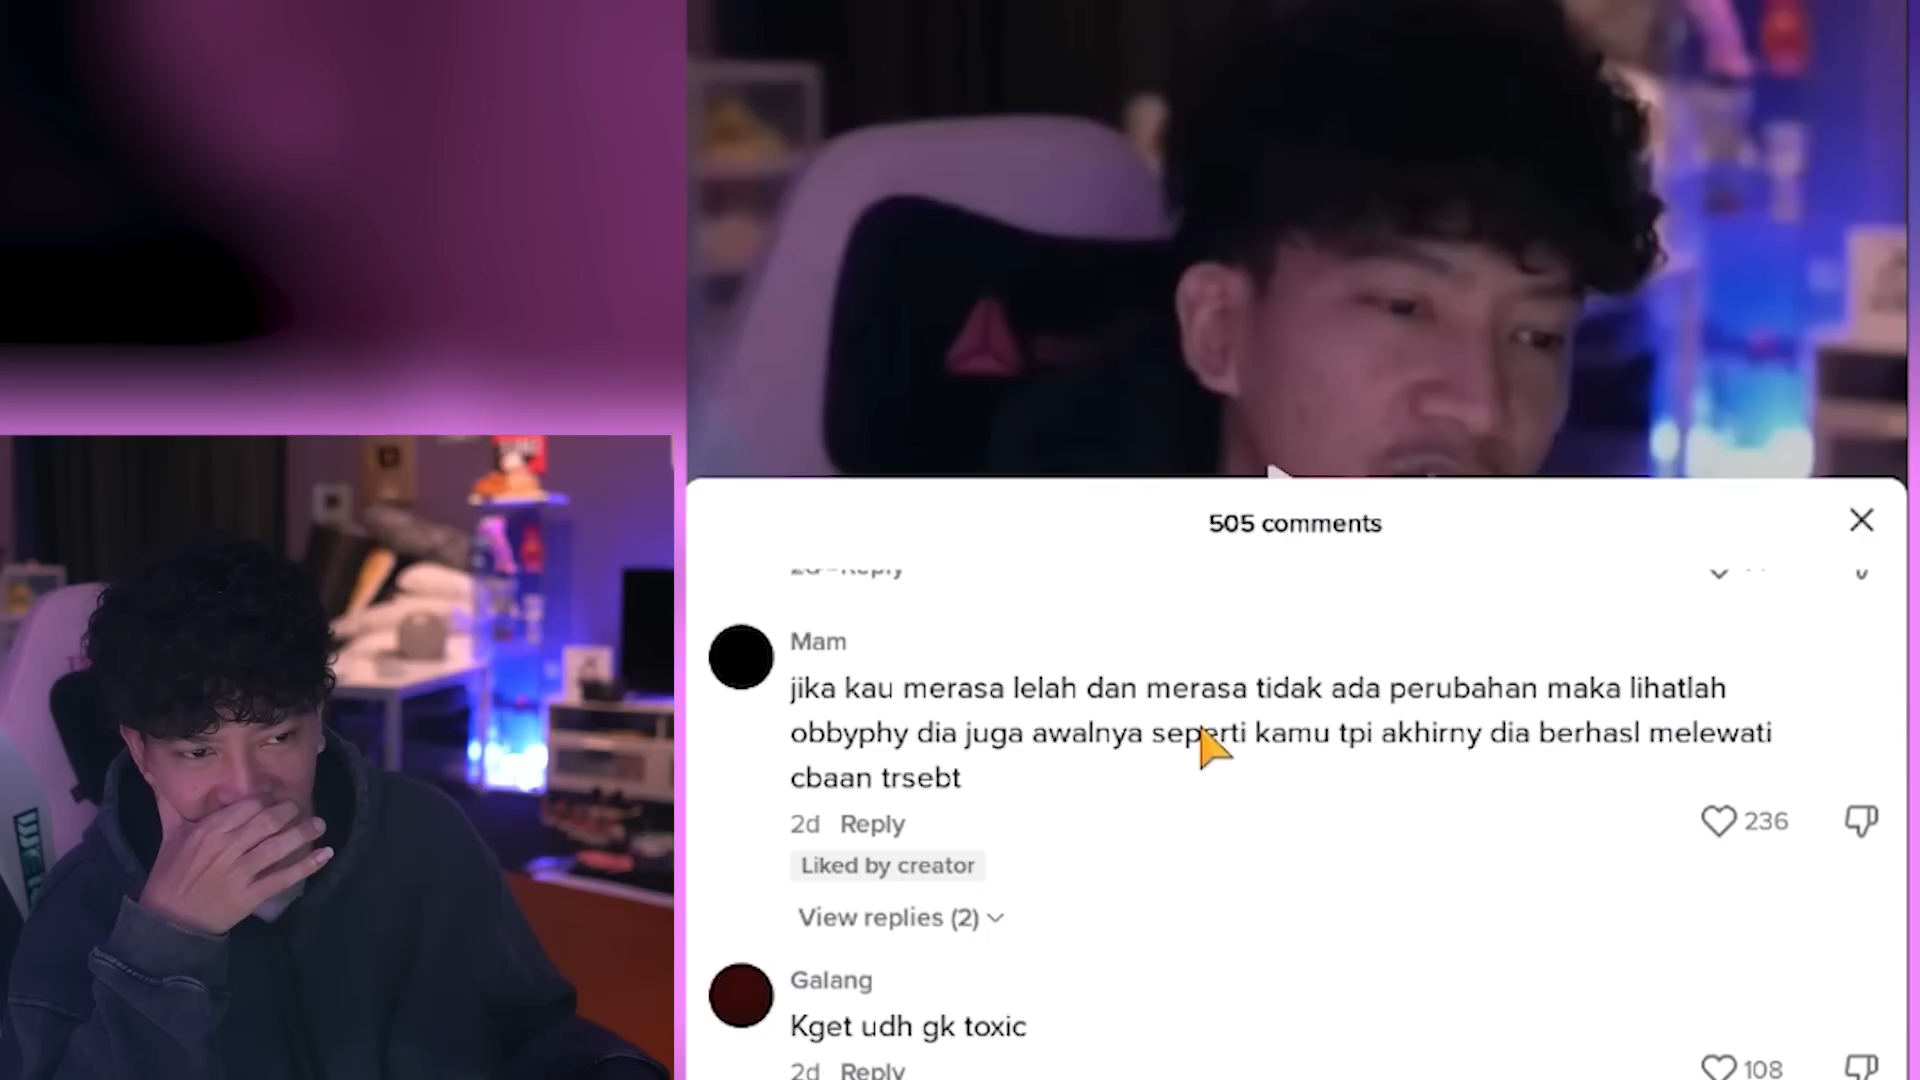 505 comments
Mam
jika kau merasa lelah dan merasa tidak ada perubahan maka lihatlah
obbyphy dia juga awalnya seperti kamu tpi akhirny dia berhasl melewati
cbaan trsebt
2d Reply
236
Liked by creator
View replies (2)
Galang
Kget udh gk toxic
2d Reply
108